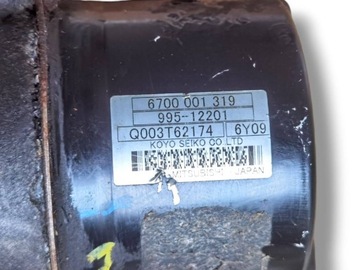 6700 001 319
995-12201
Q003T62174 6Y09
KOYO SEIKO CO LTD
MITSUBISHI JAPAN